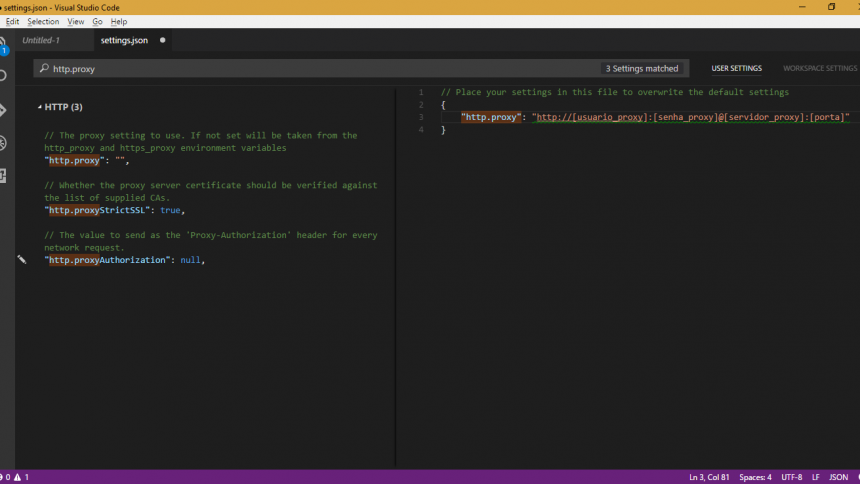 settings.json - Visual Studio Code
Edit Selection View Go Help
Untitled-1 settings.json
1
http.proxy 3 Settings matched USER SETTINGS WORKSPACE SETTINGS
HTTP (3)
// The proxy setting to use. If not set will be taken from the
http_proxy and https_proxy environment variables
"http.proxy": "",
// Whether the proxy server certificate should be verified against
the list of supplied CAs.
"http.proxyStrictSSL": true,
// The value to send as the 'Proxy-Authorization' header for every
network request.
"http.proxyAuthorization": null,
1 // Place your settings in this file to overwrite the default settings
2 {
3 "http.proxy": "http://[usuario_proxy]:[senha_proxy]@[servidor_proxy]:[porta]"
4 }
0 1 Ln 3, Col 81 Spaces: 4 UTF-8 LF JSON